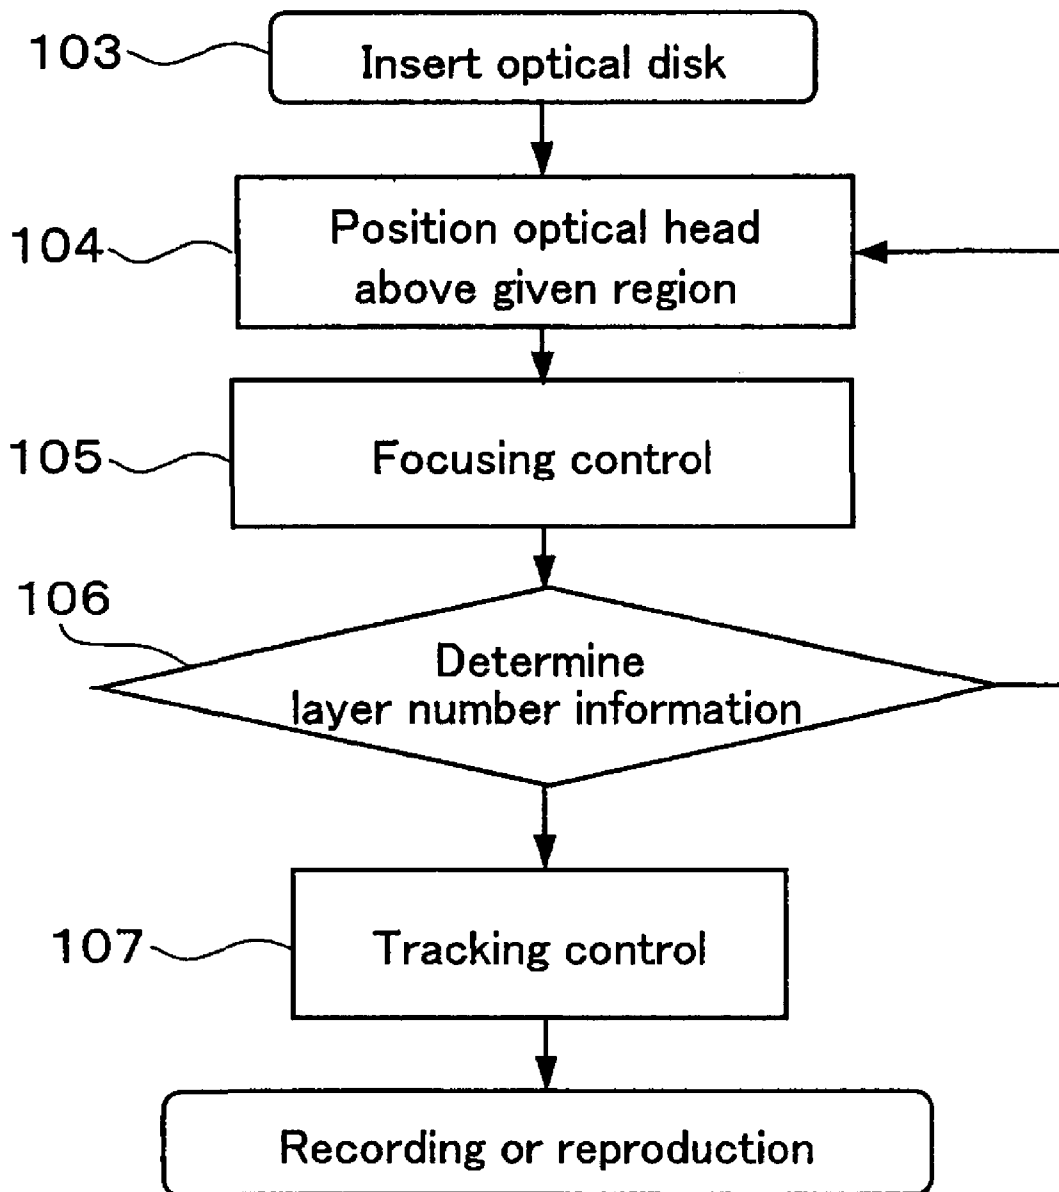 103
Insert optical disk
104
Position optical head
above given region
105
Focusing control
106
Determine
layer number information
107
Tracking control
Recording or reproduction